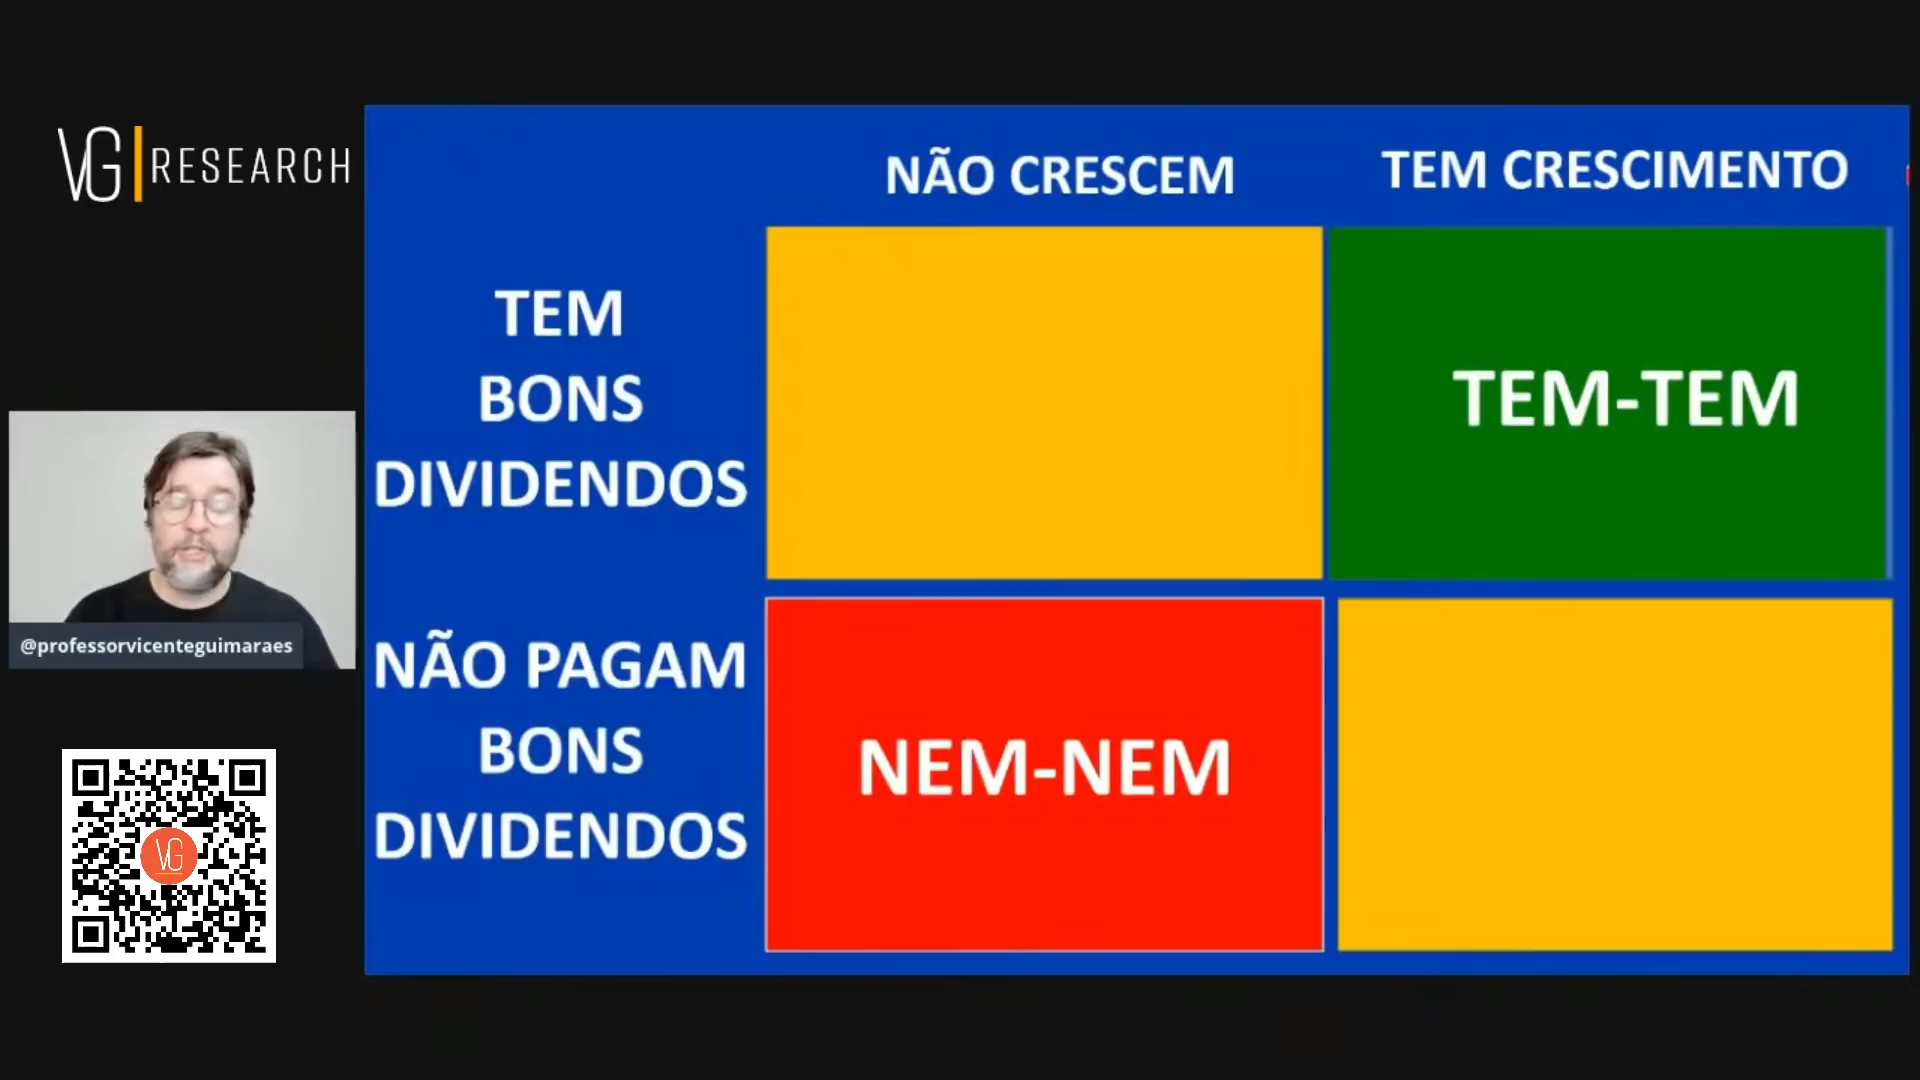 VG RESEARCH
NÃO CRESCEM
TEM CRESCIMENTO
TEM
BONS
DIVIDENDOS
TEM-TEM
@professorvicenteguimaraes
NÃO PAGAM
BONS
DIVIDENDOS
NEM-NEM
VG